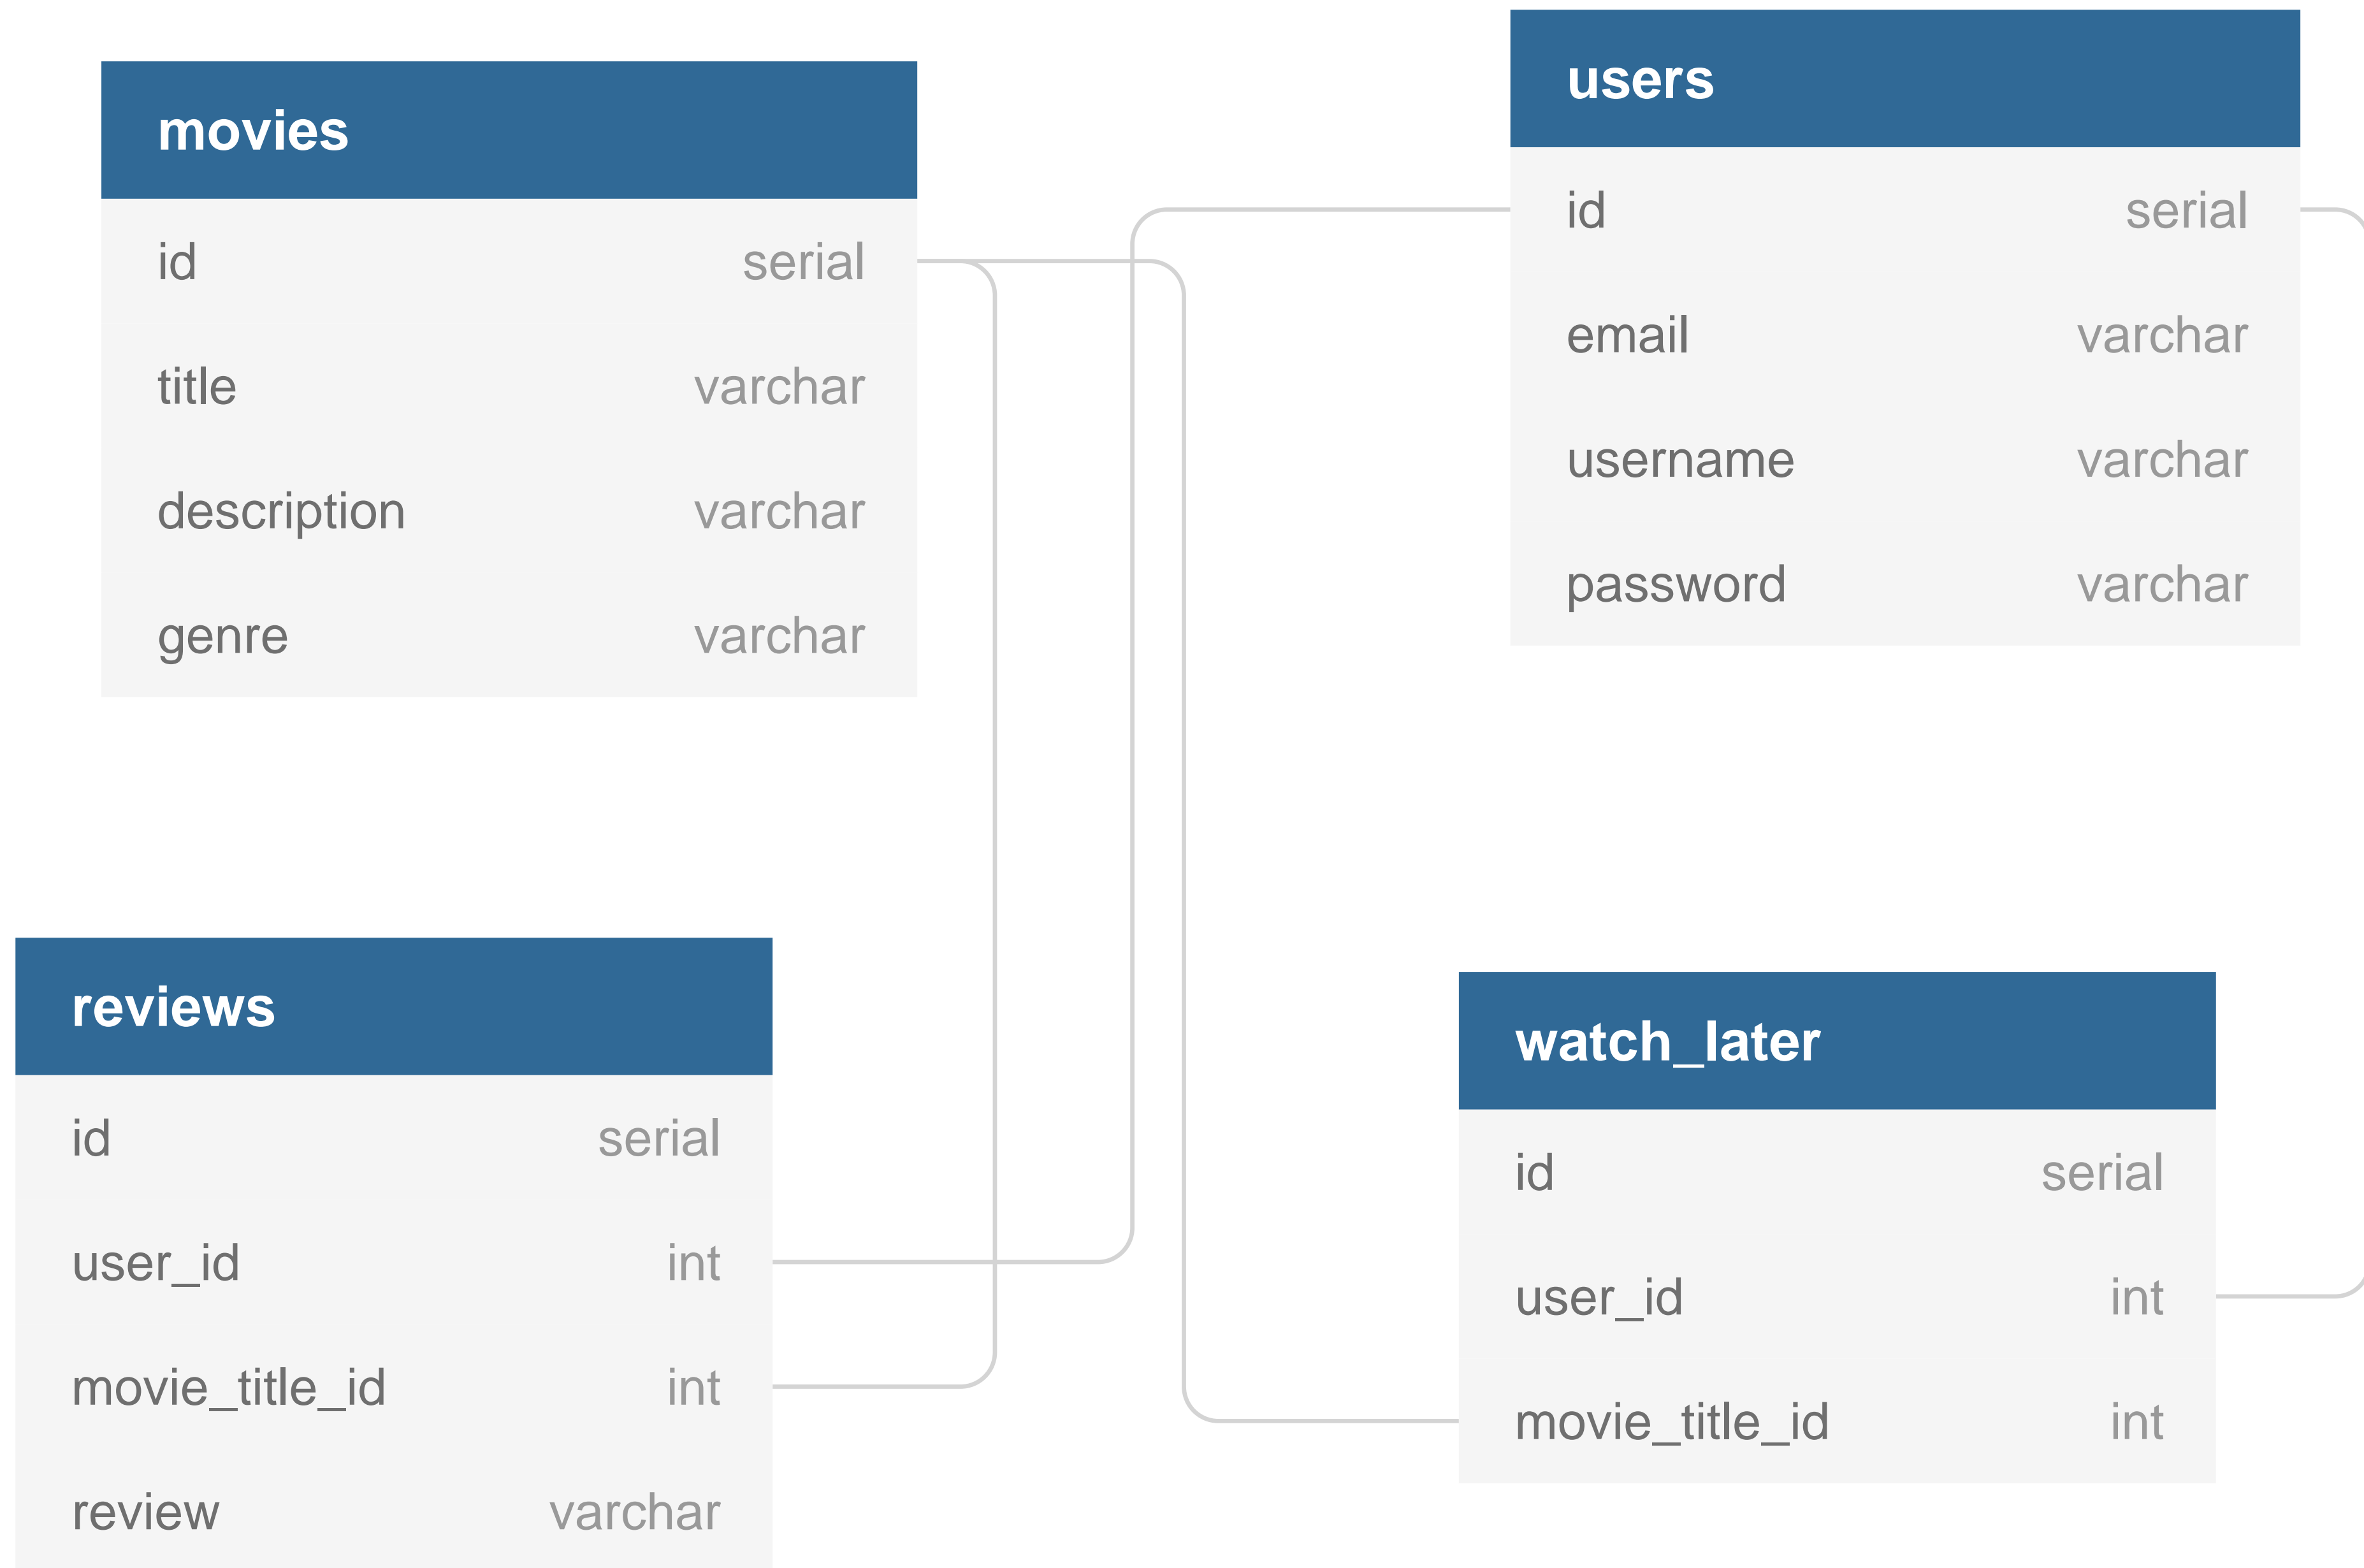 movies
id serial
title varchar
description varchar
genre varchar
users
id serial
email varchar
username varchar
password varchar
reviews
id serial
user_id int
movie_title_id int
review varchar
watch_later
id serial
user_id int
movie_title_id int